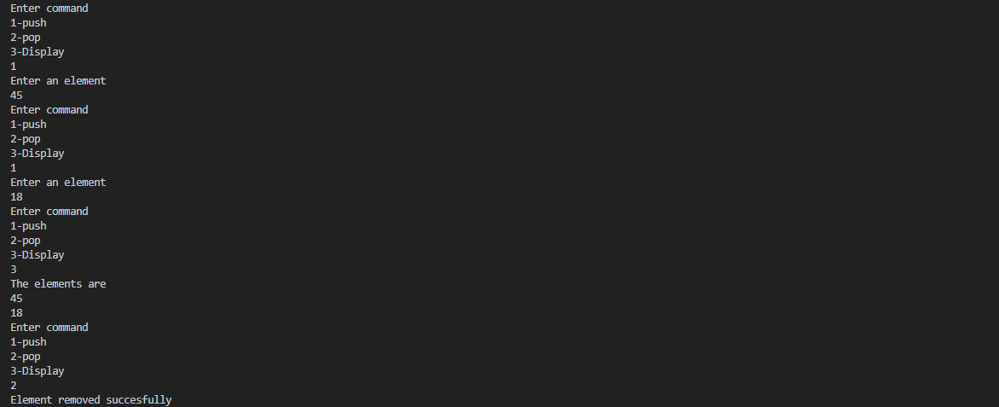 Enter command
1-push
2-pop
3-Display
1
Enter an element
45
Enter command
1-push
2-pop
3-Display
1
Enter an element
18
Enter command
1-push
2-pop
3-Display
3
The elements are
45
18
Enter command
1-push
2-pop
3-Display
2
Element removed succesfully